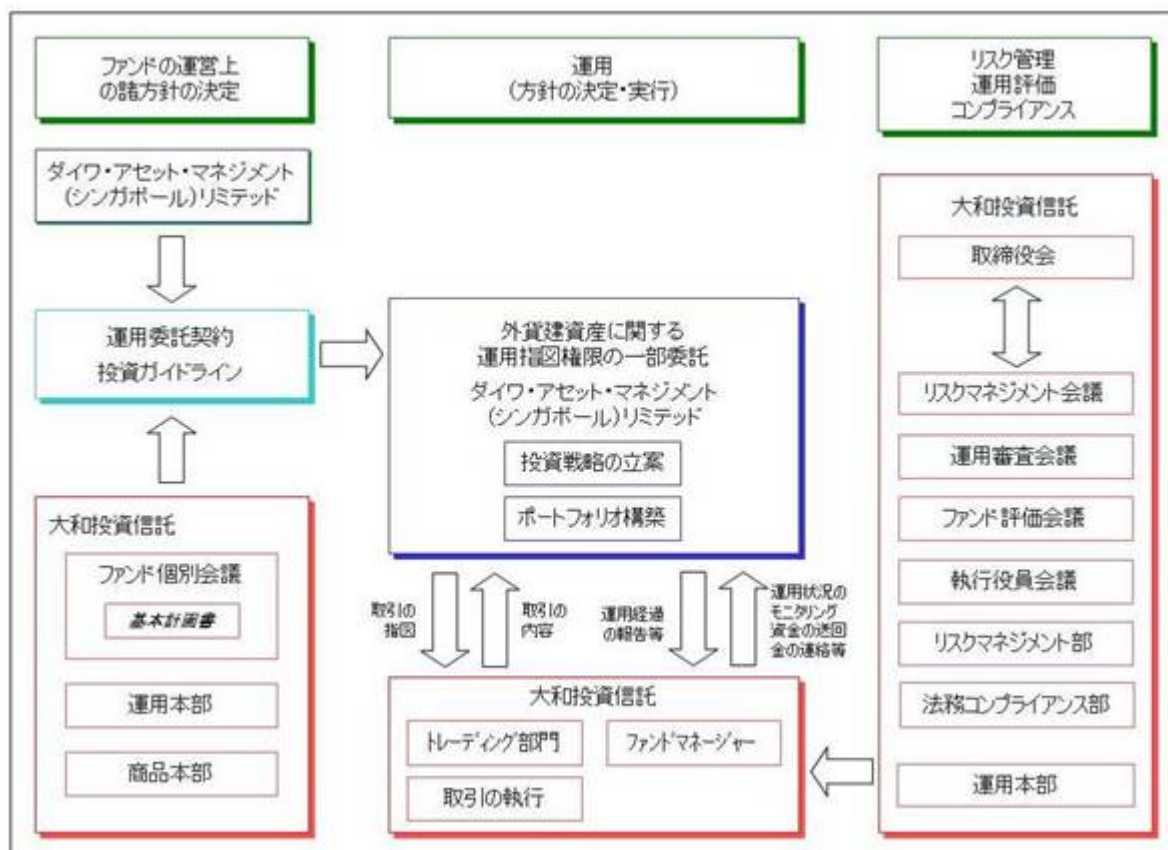 ファンドの運営上
の諸方針の決定
運用
(方針の決定・実行)
リスク管理
運用評価
コンプライアンス
ダイワ・アセット・マネジメント
(シンガポール)リミテッド
運用委託契約
投資ガイドライン
大和投資信託
ファンド個別会議
基本計画書
運用本部
商品本部
外貨建資産に関する
運用指図権限の一部委託
ダイワ・アセット・マネジメント
(シンガポール)リミテッド
投資戦略の立案
ポートフォリオ構築
取引の
指図
取引の
内容
運用経過
の報告等
運用状況の
モニタリング
資金の送回
金の連絡等
大和投資信託
トレーディング部門
ファンドマネージャー
取引の執行
大和投資信託
取締役会
リスクマネジメント会議
運用審査会議
ファンド評価会議
執行役員会議
リスクマネジメント部
法務コンプライアンス部
運用本部